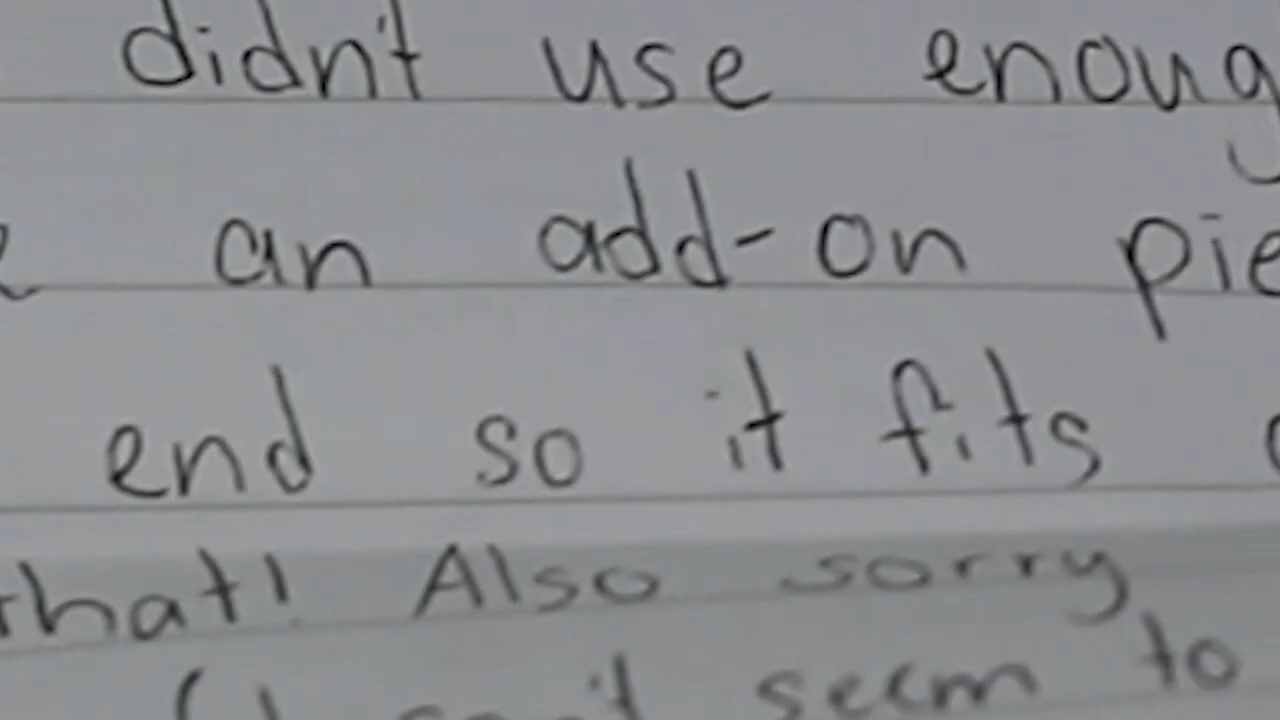 didn't use enoug
an add-on pie
end so it fits
that! Also sorry
seem to